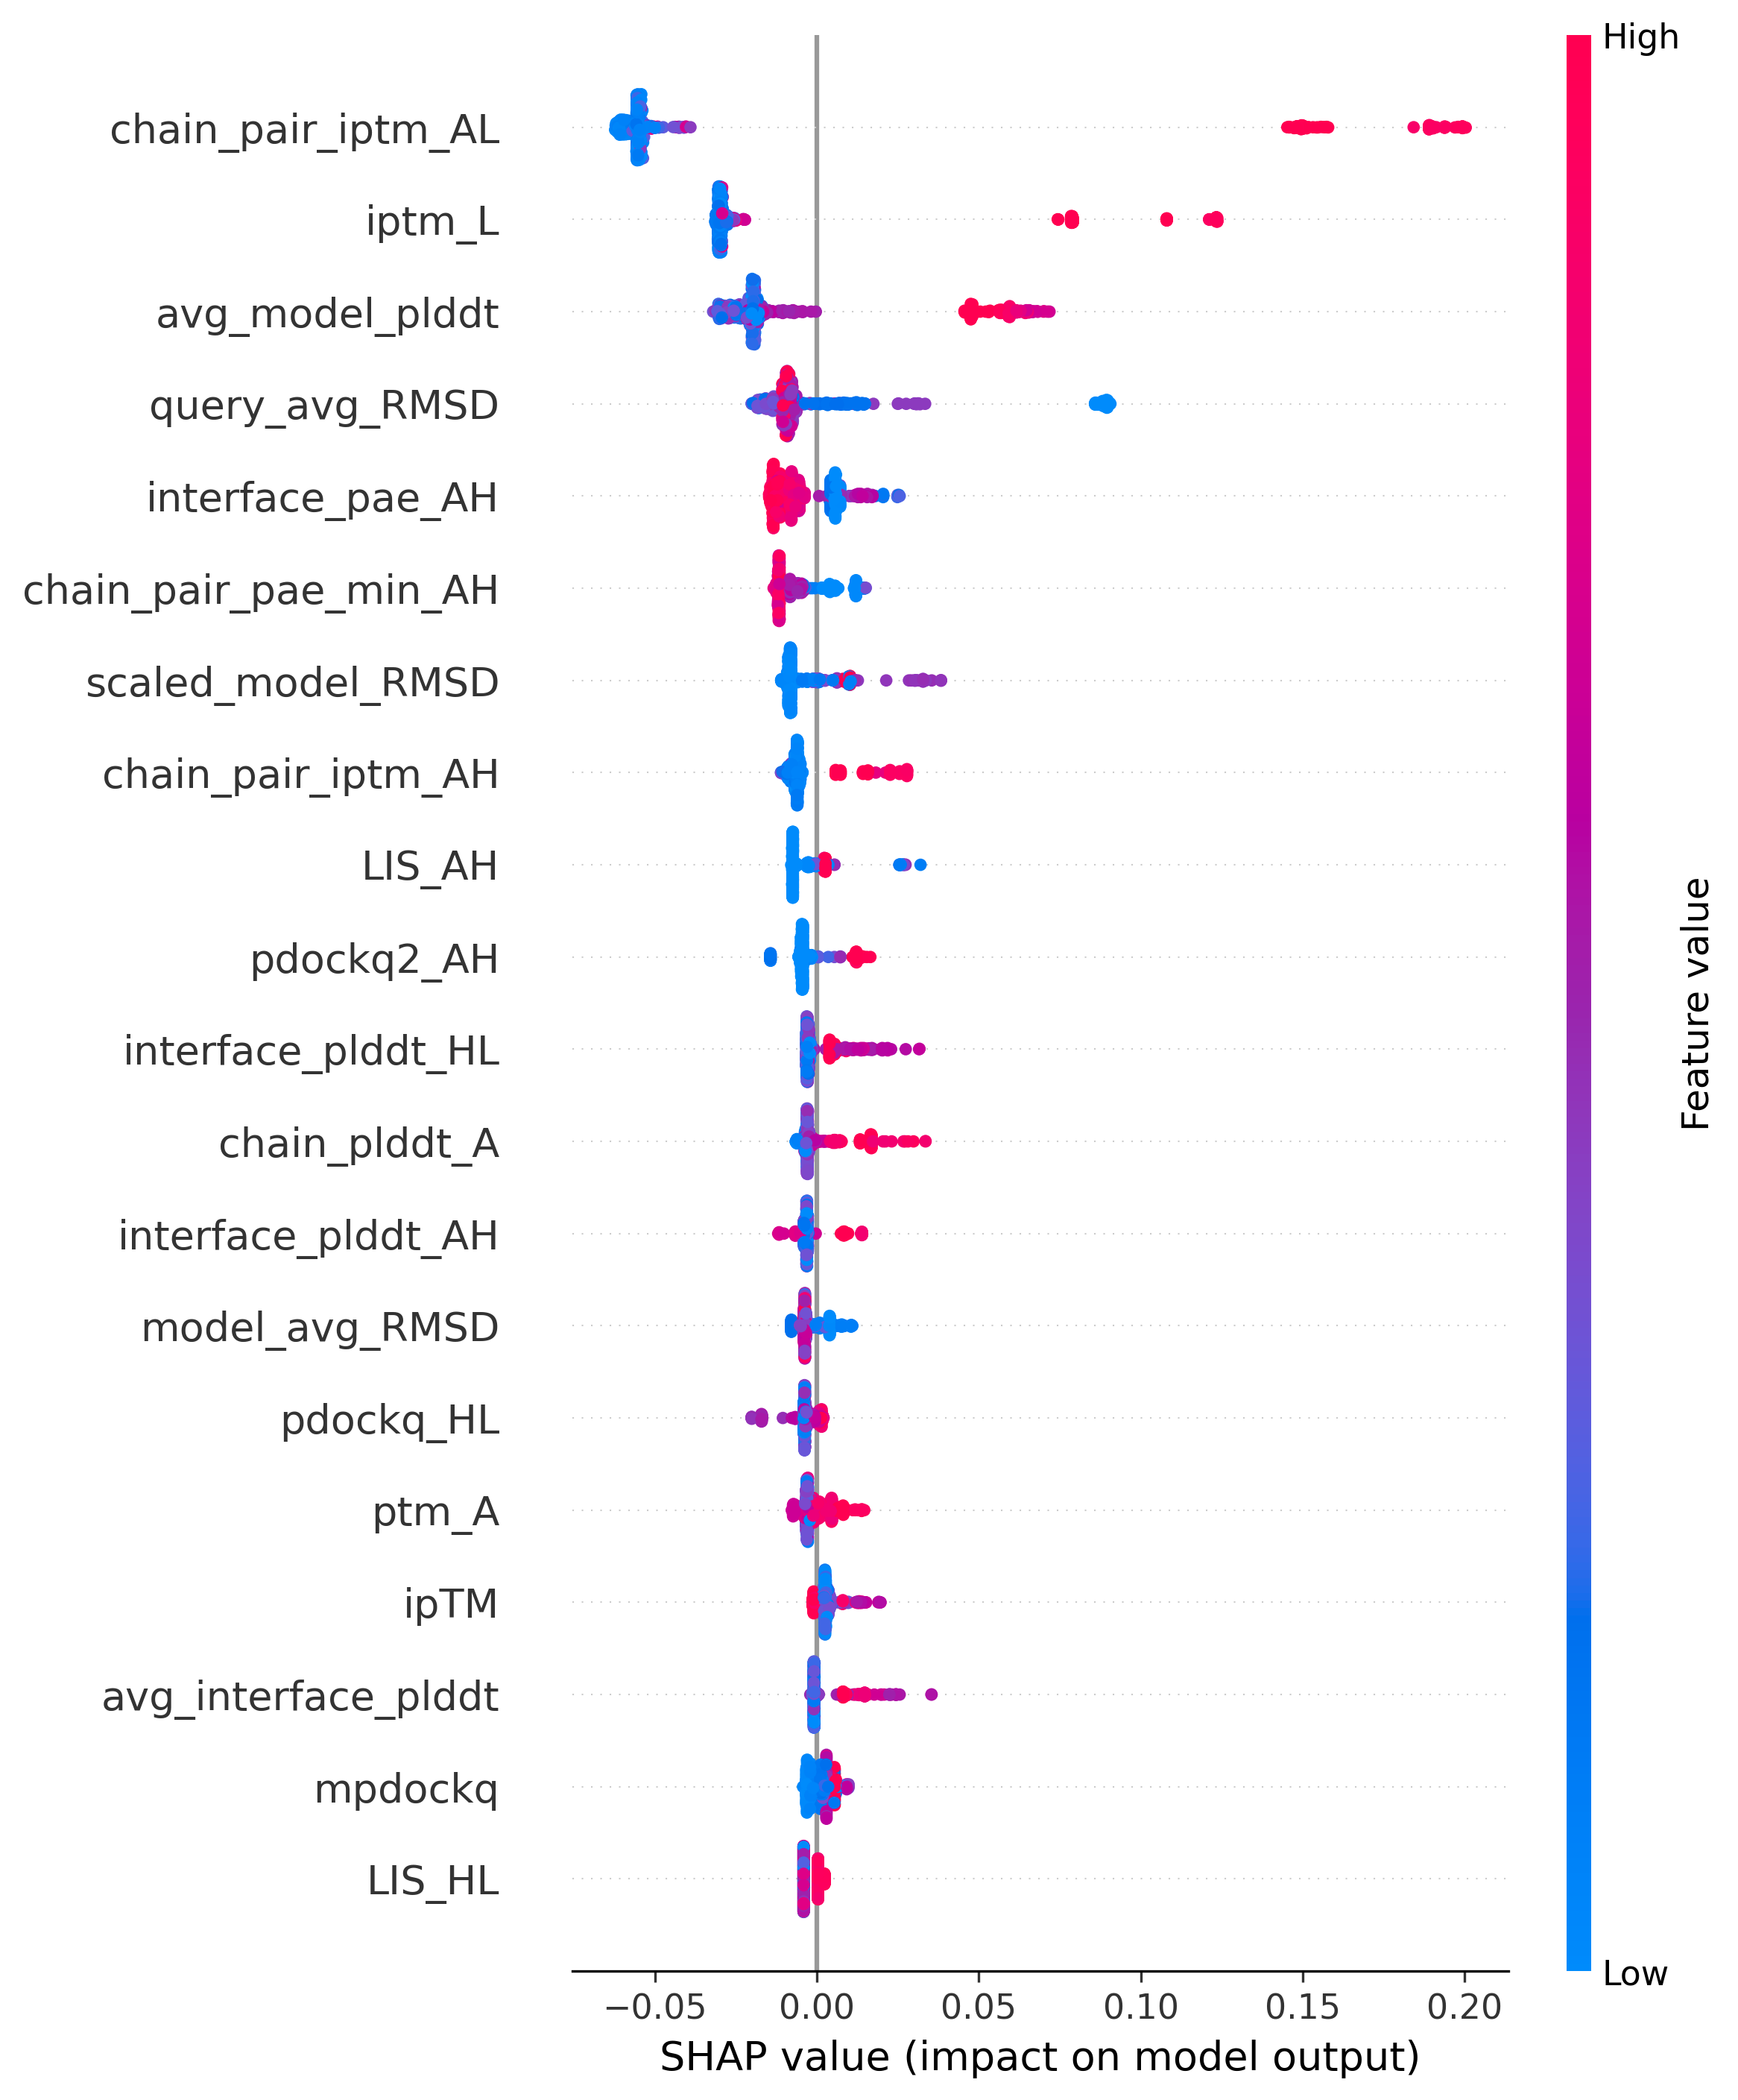 High
chain_pair_iptm_AL
iptm_L
avg_model_plddt
query_avg_RMSD
interface_pae_AH
chain_pair_pae_min_AH
scaled_model_RMSD
chain_pair_iptm_AH
LIS_AH
pdockq2_AH
interface_plddt_HL
chain_plddt_A
interface_plddt_AH
model_avg_RMSD
pdockq_HL
ptm_A
ipTM
avg_interface_plddt
mpdockq
LIS_HL
Feature value
Low
−0.05 0.00 0.05 0.10 0.15 0.20
SHAP value (impact on model output)